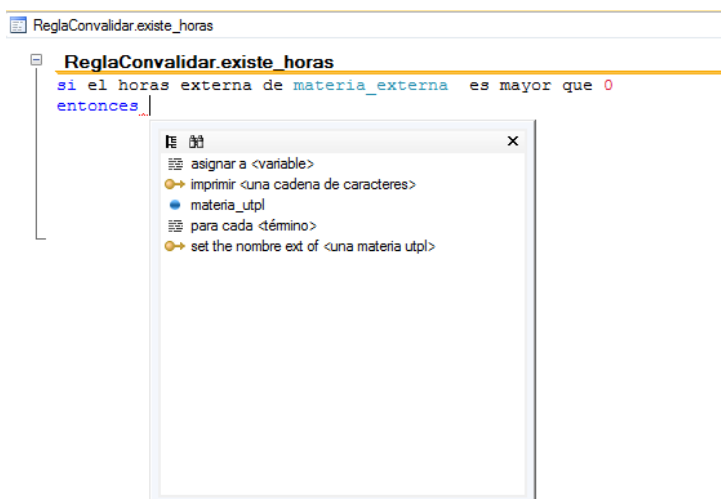 ReglaConvalidar.existe_horas
ReglaConvalidar.existe_horas
si el horas externa de materia_externa es mayor que 0
entonces
asignar a <variable>
imprimir <una cadena de caracteres>
materia_utpl
para cada <término>
set the nombre ext of <una materia utpl>